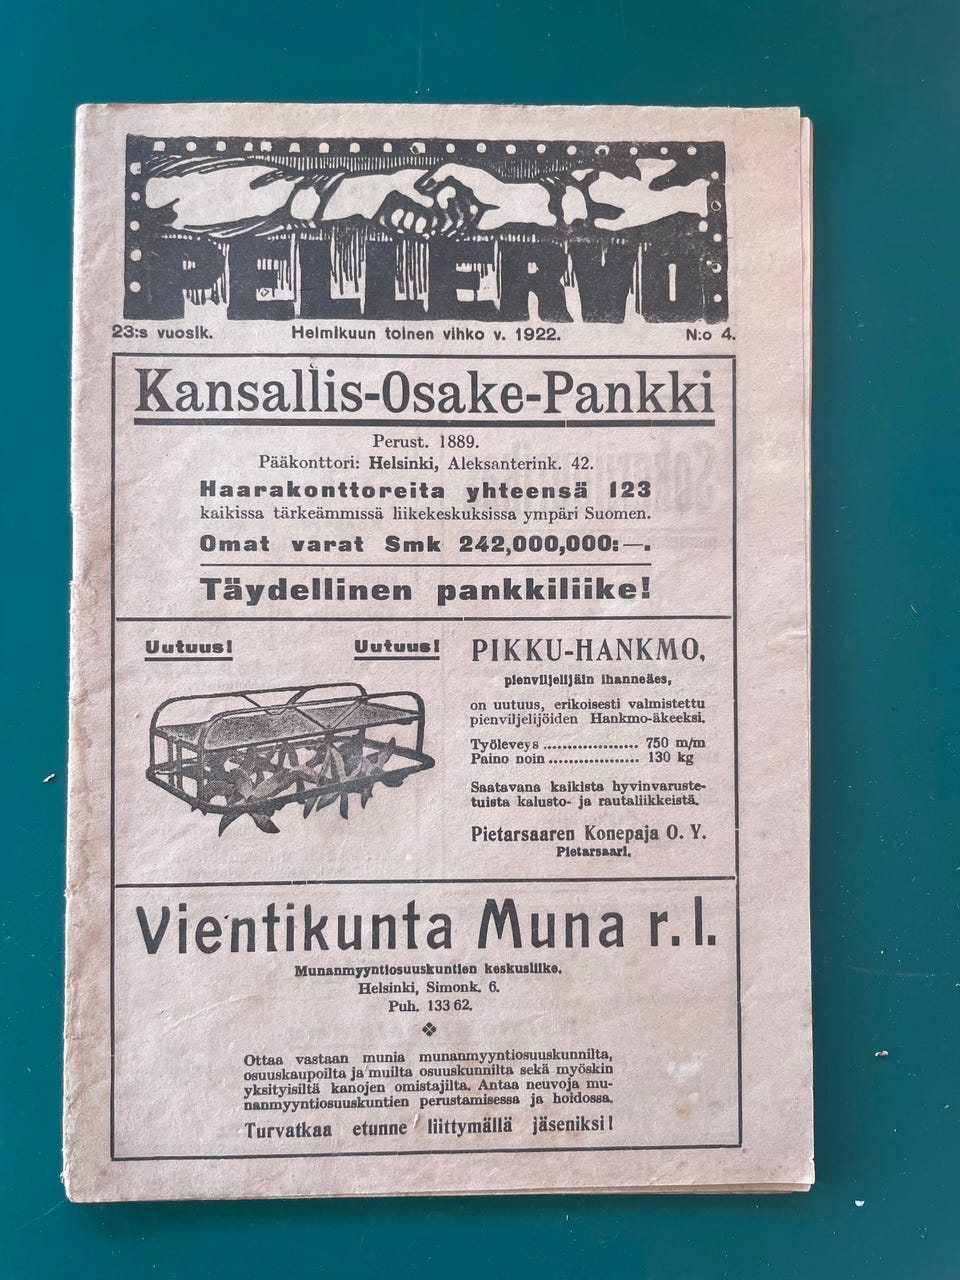 PELLERVO
23:s vuosik. Helmikuun toinen vihko v. 1922. N:o 4.
Kansallis-Osake-Pankki
Perust. 1889.
Pääkonttori: Helsinki, Aleksanterink. 42.
Haarakonttoreita yhteensä 123
kaikissa tärkeämmissä liikekeskuksissa ympäri Suomen.
Omat varat Smk 242,000,000:—.
Täydellinen pankkiliike!
Uutuus! Uutuus!
PIKKU-HANKMO,
pienviljelijäin ihanneäes,
on uutuus, erikoisesti valmistettu
pienviljelijöiden Hankmo-äkeeksi.
Työleveys ................... 750 m/m
Paino noin ................... 130 kg
Saatavana kaikista hyvinvaruste-
tuista kalusto- ja rautaliikkeistä.
Pietarsaaren Konepaja O. Y.
Pietarsaari.
Vientikunta Muna r. l.
Munanmyyntiosuuskuntien keskusliike.
Helsinki, Simonk. 6.
Puh. 133 62.
Ottaa vastaan munia munanmyyntiosuuskunnilta,
osuuskaupoilta ja muilta osuuskunnilta sekä myöskin
yksityisiltä kanojen omistajilta. Antaa neuvoja mu-
nanmyyntiosuuskuntien perustamisessa ja hoidossa.
Turvatkaa etunne liittymällä jäseniksi!